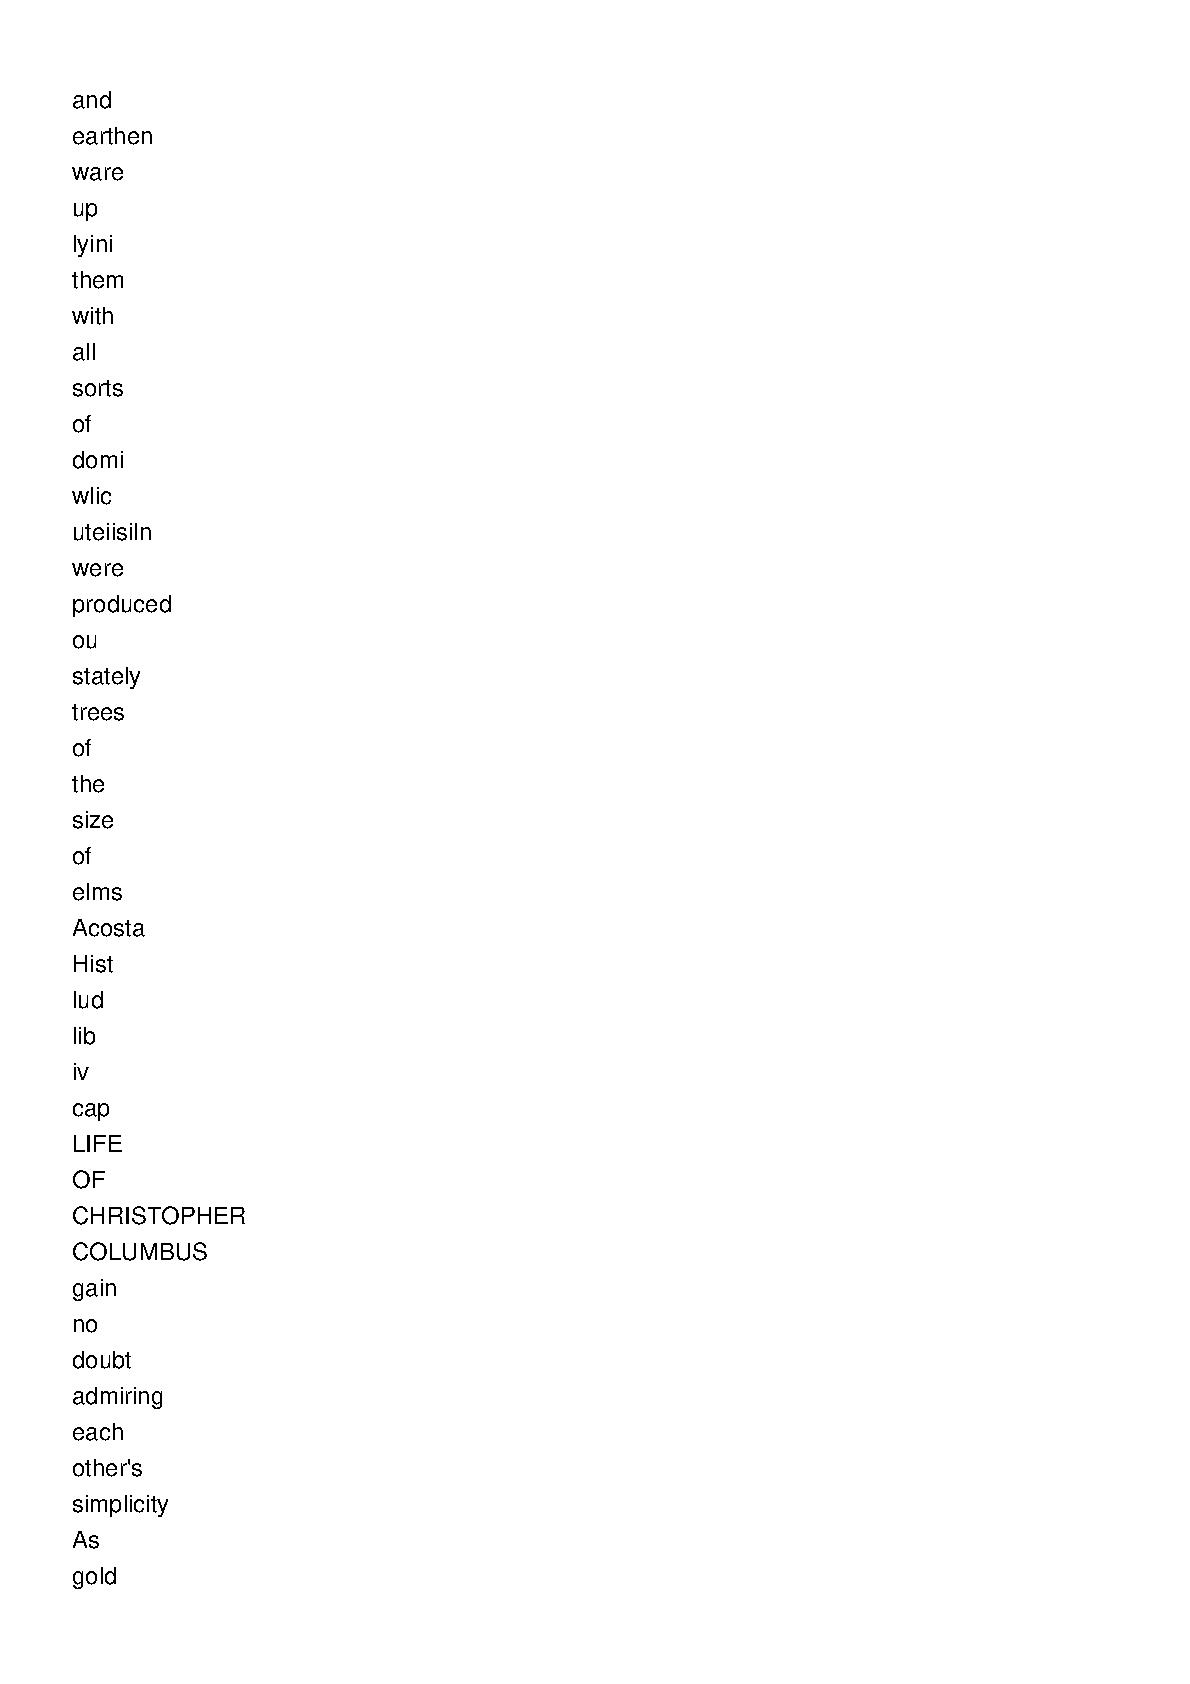 and
earthen
ware
up
lyini
them
with
all
sorts
of
domi
wlic
uteiisiln
were
produced
ou
stately
trees
of
the
size
of
elms
Acosta
Hist
lud
lib
iv
cap
LIFE
OF
CHRISTOPHER
COLUMBUS
gain
no
doubt
admiring
each
other's
simplicity
As
gold